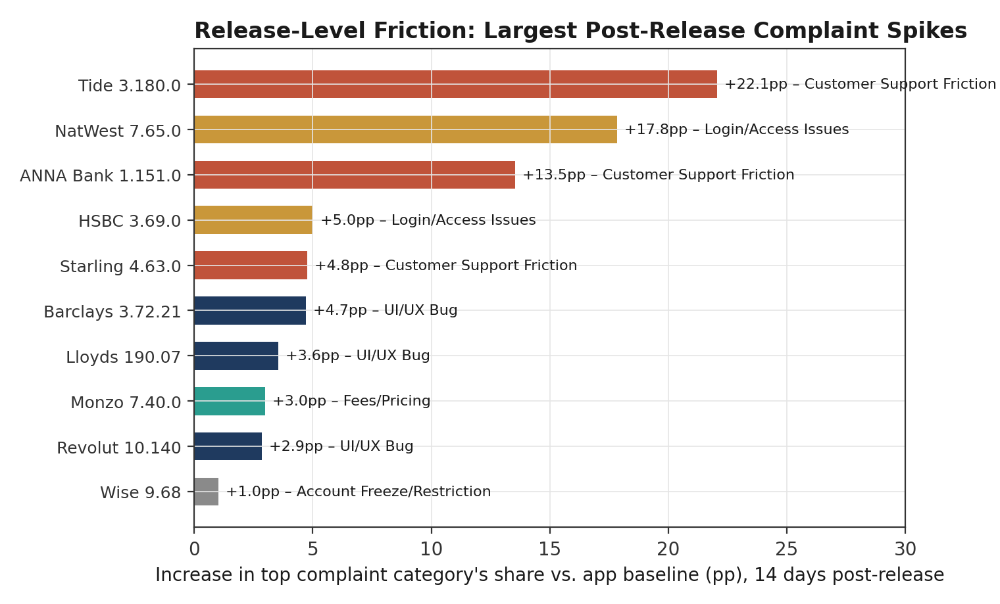 Release-Level Friction: Largest Post-Release Complaint Spikes
Tide 3.180.0 +22.1pp – Customer Support Friction
NatWest 7.65.0 +17.8pp – Login/Access Issues
ANNA Bank 1.151.0 +13.5pp – Customer Support Friction
HSBC 3.69.0 +5.0pp – Login/Access Issues
Starling 4.63.0 +4.8pp – Customer Support Friction
Barclays 3.72.21 +4.7pp – UI/UX Bug
Lloyds 190.07 +3.6pp – UI/UX Bug
Monzo 7.40.0 +3.0pp – Fees/Pricing
Revolut 10.140 +2.9pp – UI/UX Bug
Wise 9.68 +1.0pp – Account Freeze/Restriction
0 5 10 15 20 25 30
Increase in top complaint category's share vs. app baseline (pp), 14 days post-release